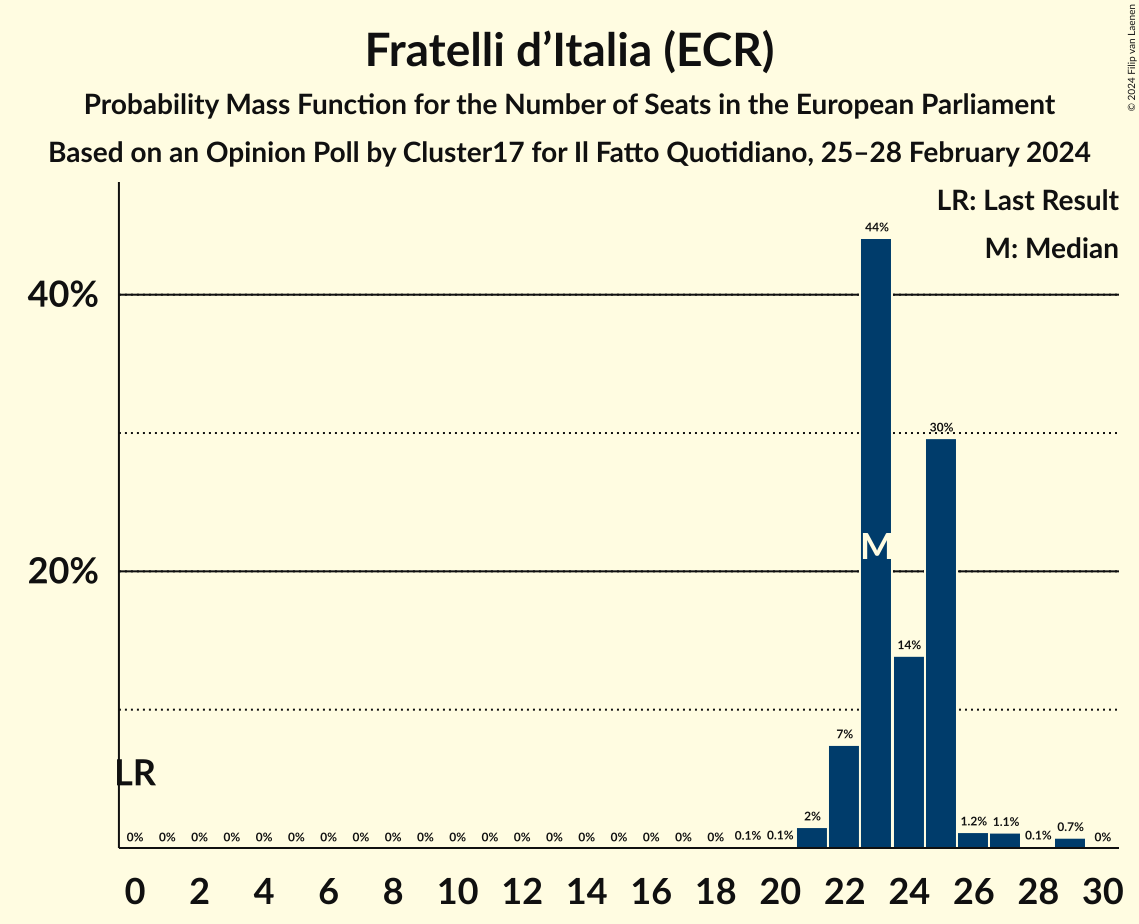 Fratelli d’Italia (ECR)
Probability Mass Function for the Number of Seats in the European Parliament
Based on an Opinion Poll by Cluster17 for Il Fatto Quotidiano, 25–28 February 2024
© 2024 Filip van Laenen
LR: Last Result
M: Median
44%
40%
30%
M
20%
14%
7%
LR
0% 0% 0% 0% 0% 0% 0% 0% 0% 0% 0% 0% 0% 0% 0% 0% 0% 0% 0% 0.1% 0.1% 2% 1.2% 1.1% 0.1% 0.7% 0%
0 2 4 6 8 10 12 14 16 18 20 22 24 26 28 30